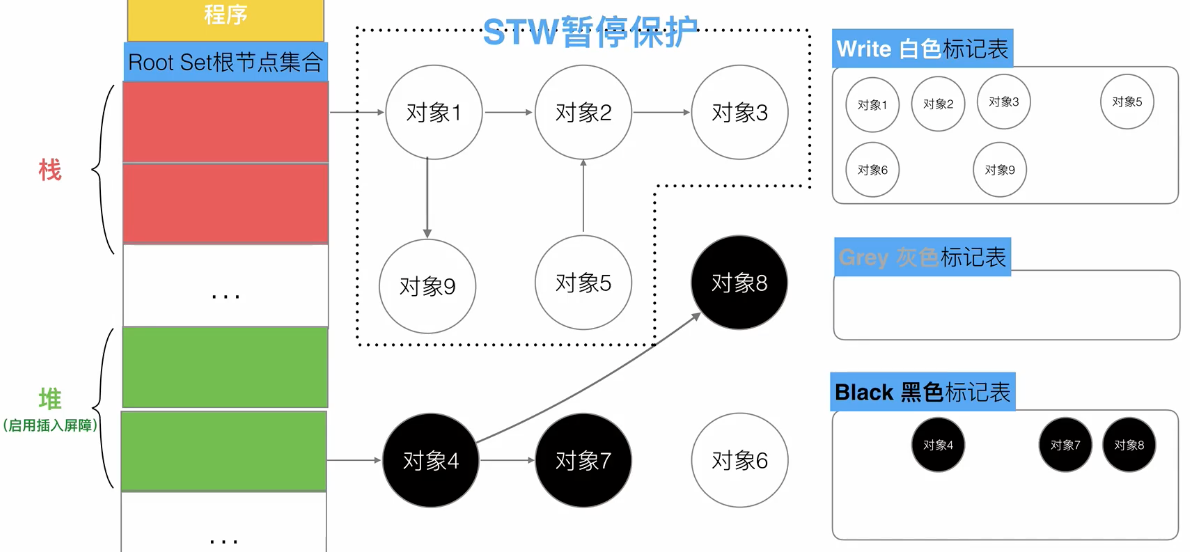 程序
STW暂停保护
Root Set根节点集合
Write 白色标记表
栈
对象1
对象2
对象3
对象9
对象5
对象8
...
堆
(启用插入屏障)
对象4
对象7
对象6
...
对象1
对象2
对象3
对象5
对象6
对象9
Grey 灰色标记表
Black 黑色标记表
对象4
对象7
对象8